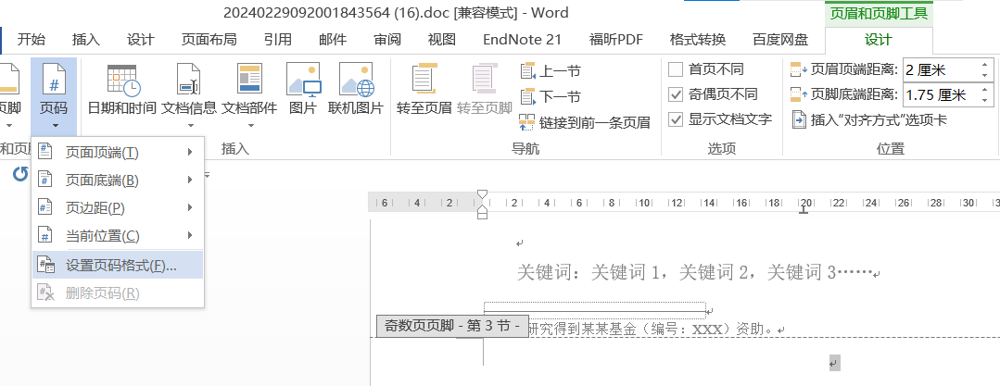 20240229092001843564 (16).doc [兼容模式] - Word
页眉和页脚工具
开始 插入 设计 页面布局 引用 邮件 审阅 视图 EndNote 21 福昕PDF 格式转换 百度网盘 设计
上一节 首页不同 页眉顶端距离: 2 厘米
页脚 页码 日期和时间 文档信息 文档部件 图片 联机图片 转至页眉 转至页脚 下一节 奇偶页不同 页脚底端距离: 1.75 厘米
链接到前一条页眉 显示文档文字 插入“对齐方式”选项卡
和页脚 插入 导航 选项 位置
页面顶端(T)
页面底端(B)
页边距(P)
当前位置(C)
设置页码格式(F)...
删除页码(R)
6 4 2 2 4 6 8 10 12 14 16 18 20 22 24 26 28 30 3
关键词：关键词 1，关键词 2，关键词 3……
奇数页页脚 - 第 3 节 -
研究得到某某基金（编号：XXX）资助。